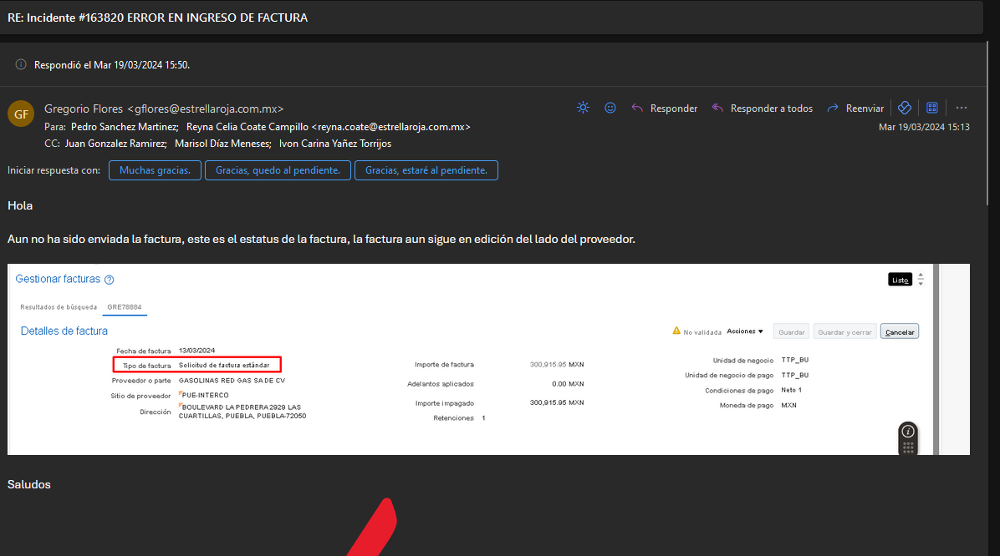 RE: Incidente #163820 ERROR EN INGRESO DE FACTURA
Respondió el Mar 19/03/2024 15:50.
GF
Gregorio Flores <gflores@estrellaroja.com.mx>
Responder
Responder a todos
Reenviar
Para: Pedro Sanchez Martinez; Reyna Celia Coate Campillo <reyna.coate@estrellaroja.com.mx>
Mar 19/03/2024 15:13
CC: Juan Gonzalez Ramirez; Marisol Díaz Meneses; Ivon Carina Yañez Torrijos
Iniciar respuesta con: Muchas gracias. Gracias, quedo al pendiente. Gracias, estaré al pendiente.
Hola
Aun no ha sido enviada la factura, este es el estatus de la factura, la factura aun sigue en edición del lado del proveedor.
Gestionar facturas
Listo
Resultados de búsqueda GRE78884
Detalles de factura
No validada Acciones Guardar Guardar y cerrar Cancelar
Fecha de factura 13/03/2024
Tipo de factura Solicitud de factura estándar
Proveedor o parte GASOLINAS RED GAS SA DE CV
Sitio de proveedor PUE-INTERCO
Dirección BOULEVARD LA PEDRERA 2929 LAS
CUARTILLAS, PUEBLA, PUEBLA-72050
Importe de factura 300,915.95 MXN
Adelantos aplicados 0.00 MXN
Importe impagado 300,915.95 MXN
Retenciones 1
Unidad de negocio TTP_BU
Unidad de negocio de pago TTP_BU
Condiciones de pago Neto 1
Moneda de pago MXN
Saludos